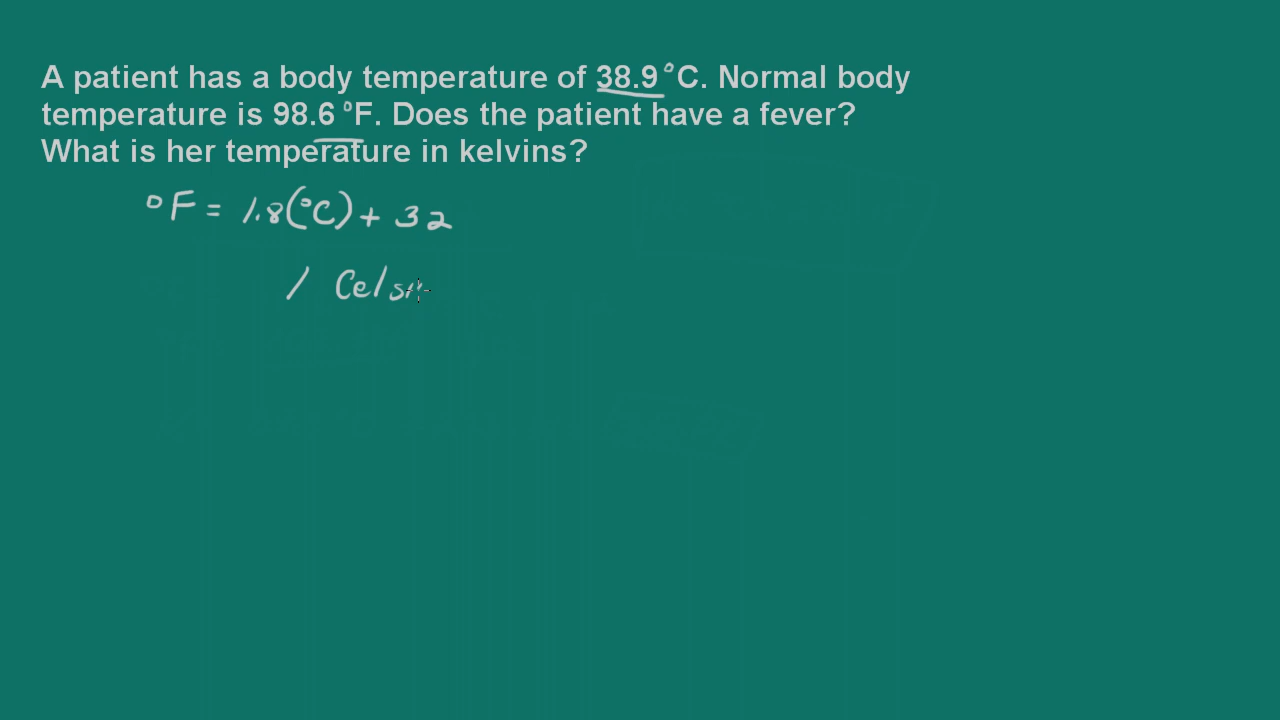 A patient has a body temperature of 38.9 °C. Normal body
temperature is 98.6 °F. Does the patient have a fever?
What is her temperature in kelvins?
°F = 1.8(°C) + 32
/ Cels